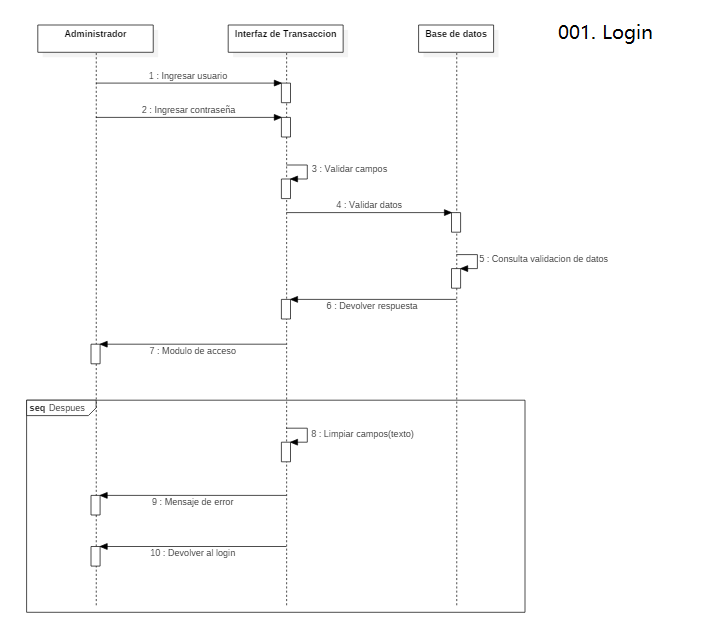 001. Login
Administrador
Interfaz de Transaccion
Base de datos
1 : Ingresar usuario
2 : Ingresar contraseña
3 : Validar campos
4 : Validar datos
5 : Consulta validacion de datos
6 : Devolver respuesta
7 : Modulo de acceso
seq Despues
8 : Limpiar campos(texto)
9 : Mensaje de error
10 : Devolver al login